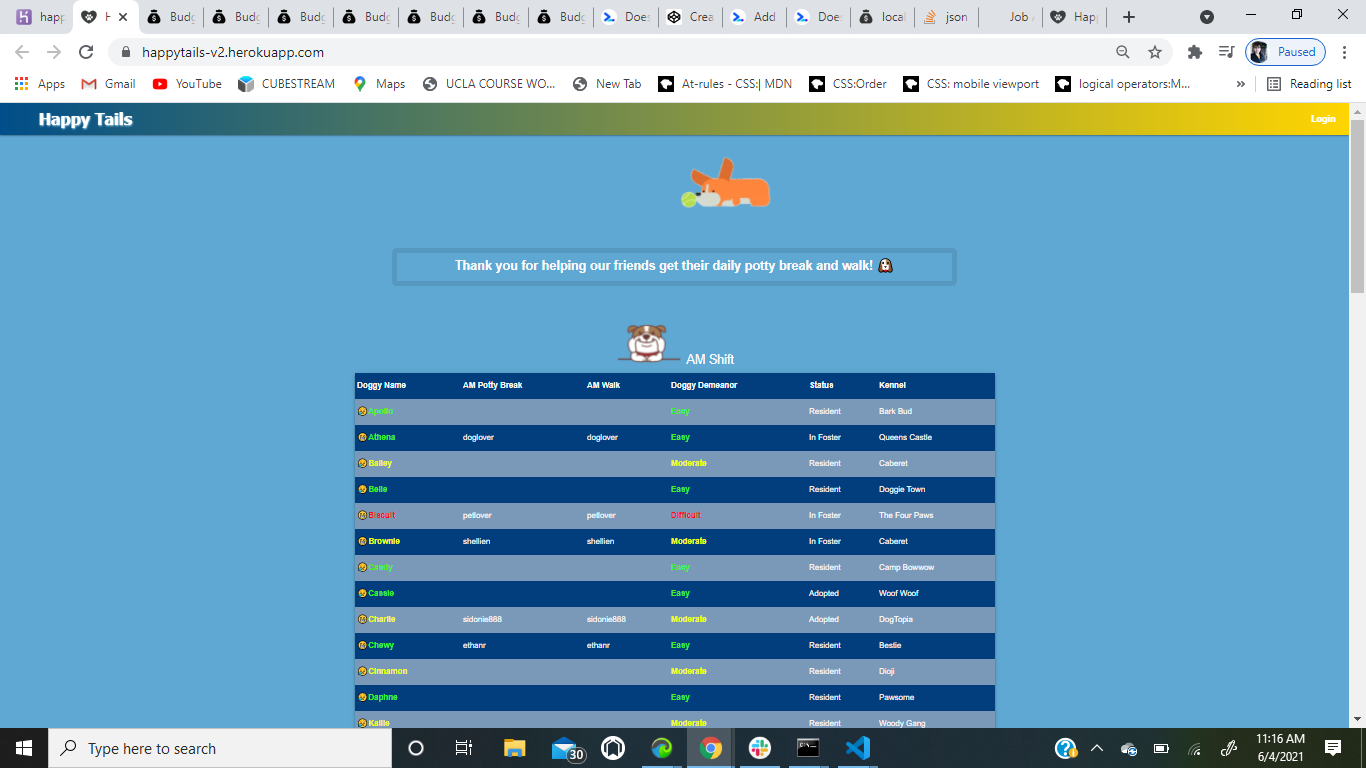 happ H Budg Budg Budg Budg Budg Budg Budg Does Crea Add Does local json Job A Happ
happytails-v2.herokuapp.com Paused
Apps Gmail YouTube CUBESTREAM Maps UCLA COURSE WO... New Tab At-rules - CSS:| MDN CSS:Order CSS: mobile viewport logical operators:M... » Reading list
Happy Tails Login
Thank you for helping our friends get their daily potty break and walk!
AM Shift
Doggy Name AM Potty Break AM Walk Doggy Demeanor Status Kennel
Apollo Easy Resident Bark Bud
Athena doglover doglover Easy In Foster Queens Castle
Bailey Moderate Resident Caberet
Belle Easy Resident Doggie Town
Biscuit petlover petlover Difficult In Foster The Four Paws
Brownie shellien shellien Moderate In Foster Caberet
Candy Easy Resident Camp Bowwow
Cassie Easy Adopted Woof Woof
Charlie sidonie888 sidonie888 Moderate Adopted DogTopia
Chewy ethanr ethanr Easy Resident Bestie
Cinnamon Moderate Resident Dioji
Daphne Easy Resident Pawsome
Kallie Moderate Resident Woody Gang
Type here to search 30 11:16 AM
6/4/2021